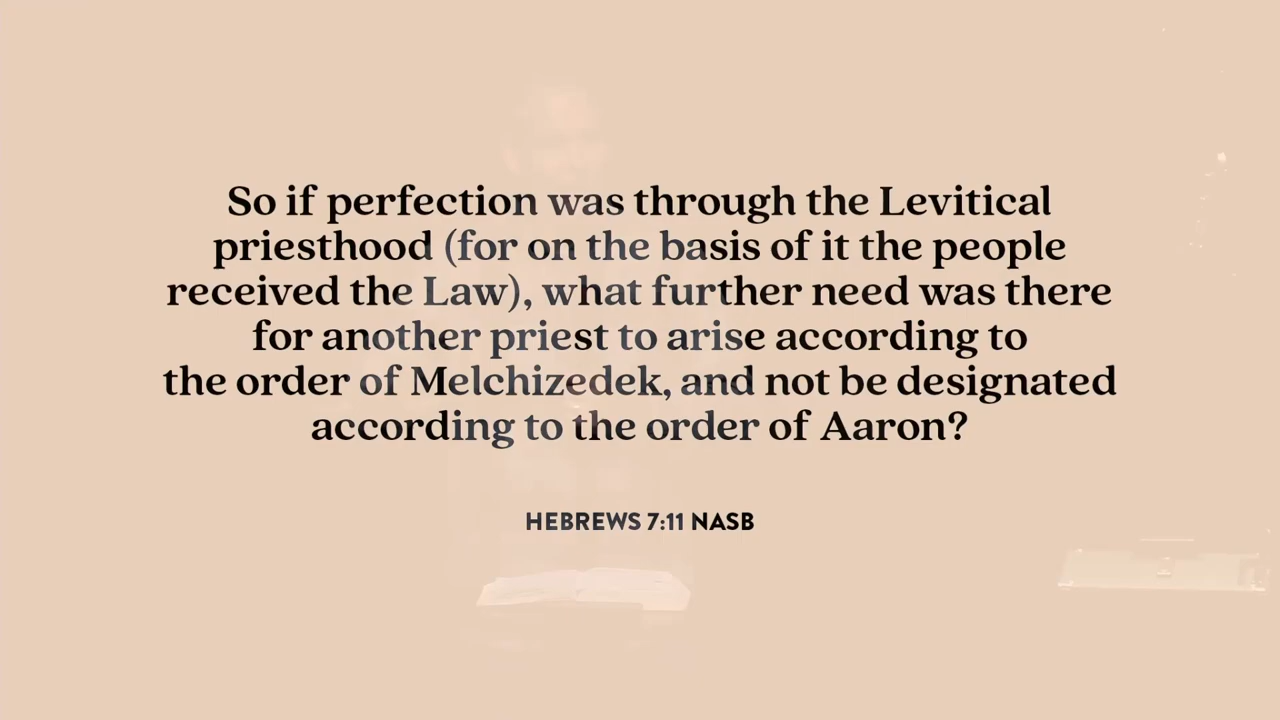 So if perfection was through the Levitical
priesthood (for on the basis of it the people
received the Law), what further need was there
for another priest to arise according to
the order of Melchizedek, and not be designated
according to the order of Aaron?
HEBREWS 7:11 NASB